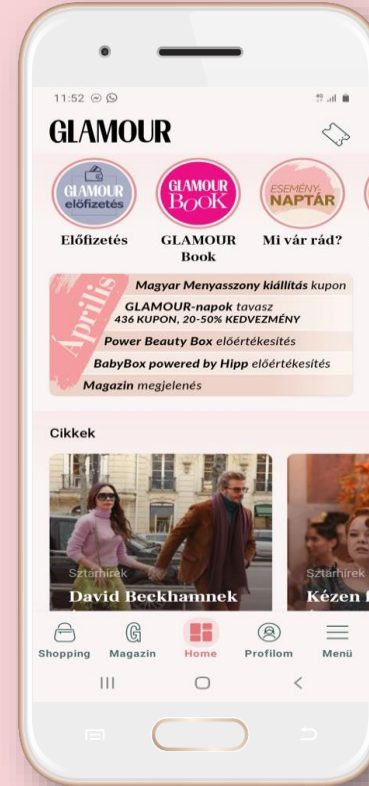 11:52
GLAMOUR
GLAMOUR
előfizetés
GLAMOUR
BOOK
ESEMÉNY-
NAPTÁR
Előfizetés
GLAMOUR
Book
Mi vár rád?
Április
Magyar Menyasszony kiállítás kupon
GLAMOUR-napok tavasz
436 KUPON, 20-50% KEDVEZMÉNY
Power Beauty Box előértékesítés
BabyBox powered by Hipp előértékesítés
Magazin megjelenés
Cikkek
Sztárhírek
David Beckhamnek
Sztárhírek
Kézen
Shopping
G
Magazin
Home
Profilom
Menü